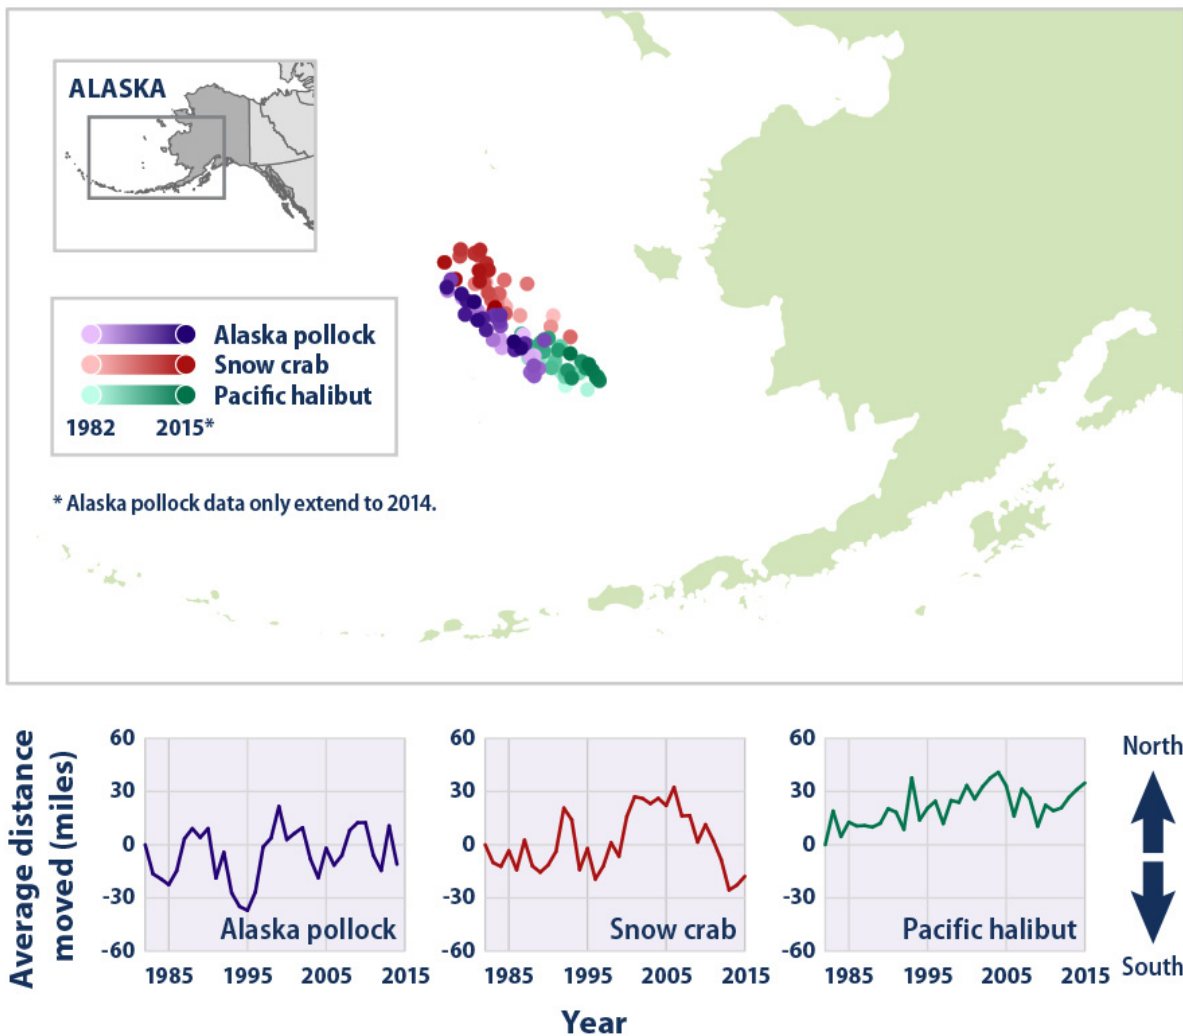 ALASKA
Alaska pollock
Snow crab
Pacific halibut
1982 2015*
* Alaska pollock data only extend to 2014.
Average distance
moved (miles)
60
30
0
-30
-60
Alaska pollock
1985 1995 2005 2015
60
30
0
-30
-60
Snow crab
1985 1995 2005 2015
60
30
0
-30
-60
Pacific halibut
1985 1995 2005 2015
North
South
Year